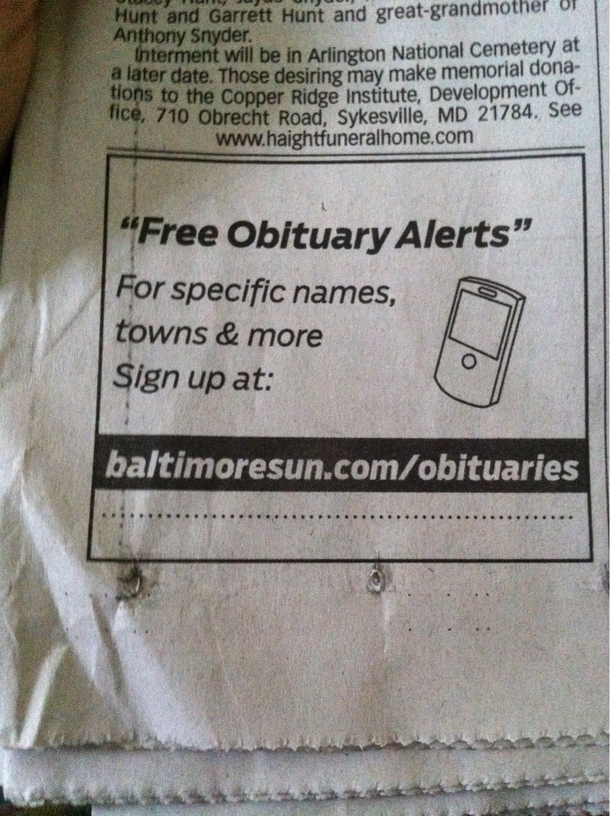 Hunt and Garrett Hunt and great-grandmother of
Anthony Snyder.
Interment will be in Arlington National Cemetery at
a later date. Those desiring may make memorial dona-
tions to the Copper Ridge Institute, Development Of-
fice, 710 Obrecht Road, Sykesville, MD 21784. See
www.haightfuneralhome.com
“Free Obituary Alerts”
For specific names,
towns & more
Sign up at:
baltimoresun.com/obituaries